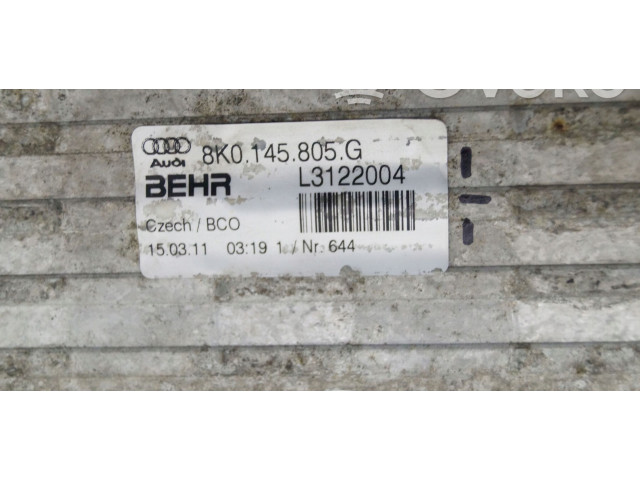 Audi 8K0.145.805.G
BEHR L3122004
Czech / BCO
15.03.11 03:19 1 / Nr. 644